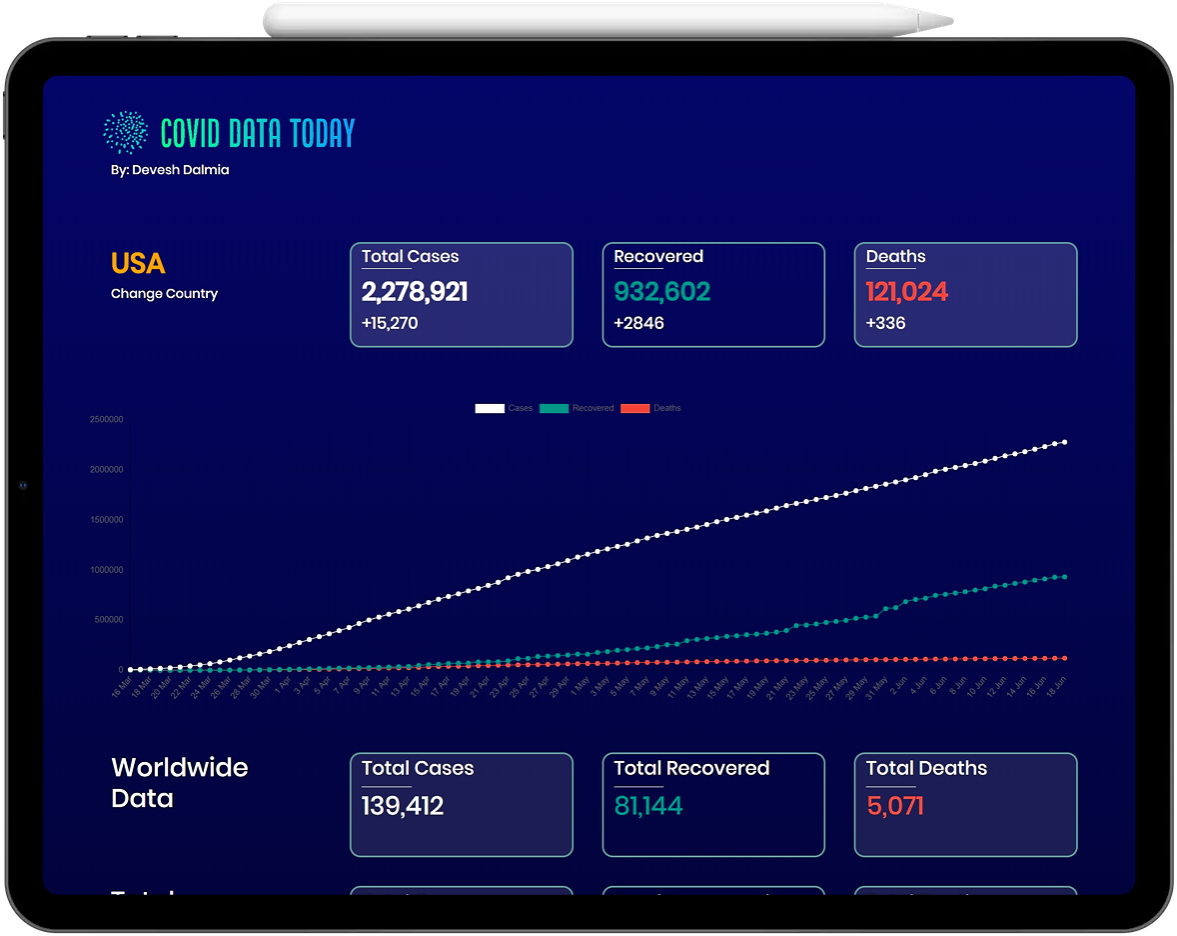 COVID DATA TODAY
By: Devesh Dalmia
USA
Change Country
Total Cases
2,278,921
+15,270
Recovered
932,602
+2846
Deaths
121,024
+336
Cases Recovered Deaths
2500000
2000000
1500000
1000000
500000
0
16 Mar 18 Mar 20 Mar 22 Mar 24 Mar 26 Mar 28 Mar 30 Mar 1 Apr 3 Apr 5 Apr 7 Apr 9 Apr 11 Apr 13 Apr 15 Apr 17 Apr 19 Apr 21 Apr 23 Apr 25 Apr 27 Apr 29 Apr 1 May 3 May 5 May 7 May 9 May 11 May 13 May 15 May 17 May 19 May 21 May 23 May 25 May 27 May 29 May 31 May 2 Jun 4 Jun 6 Jun 8 Jun 10 Jun 12 Jun 14 Jun 16 Jun 18 Jun
Worldwide
Data
Total Cases
139,412
Total Recovered
81,144
Total Deaths
5,071